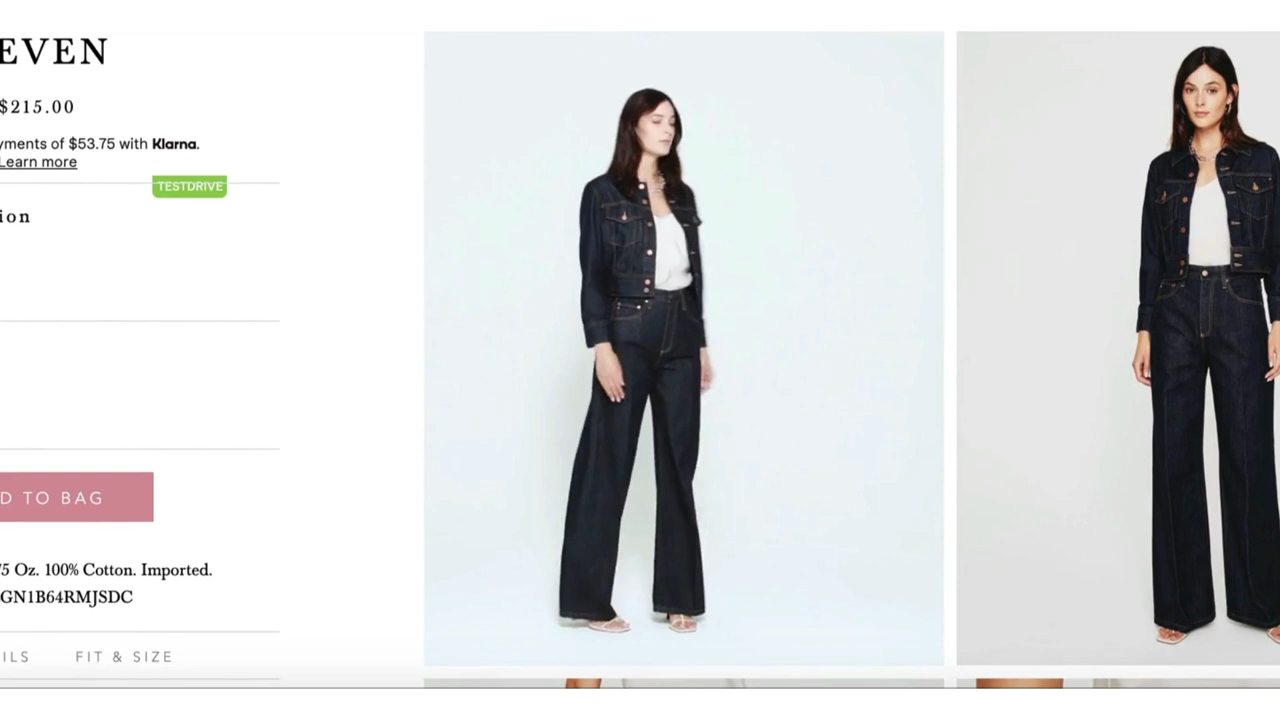 EVEN
$215.00
yments of $53.75 with Klarna.
Learn more
TESTDRIVE
ion
D TO BAG
75 Oz. 100% Cotton. Imported.
GN1B64RMJSDC
ILS
FIT & SIZE